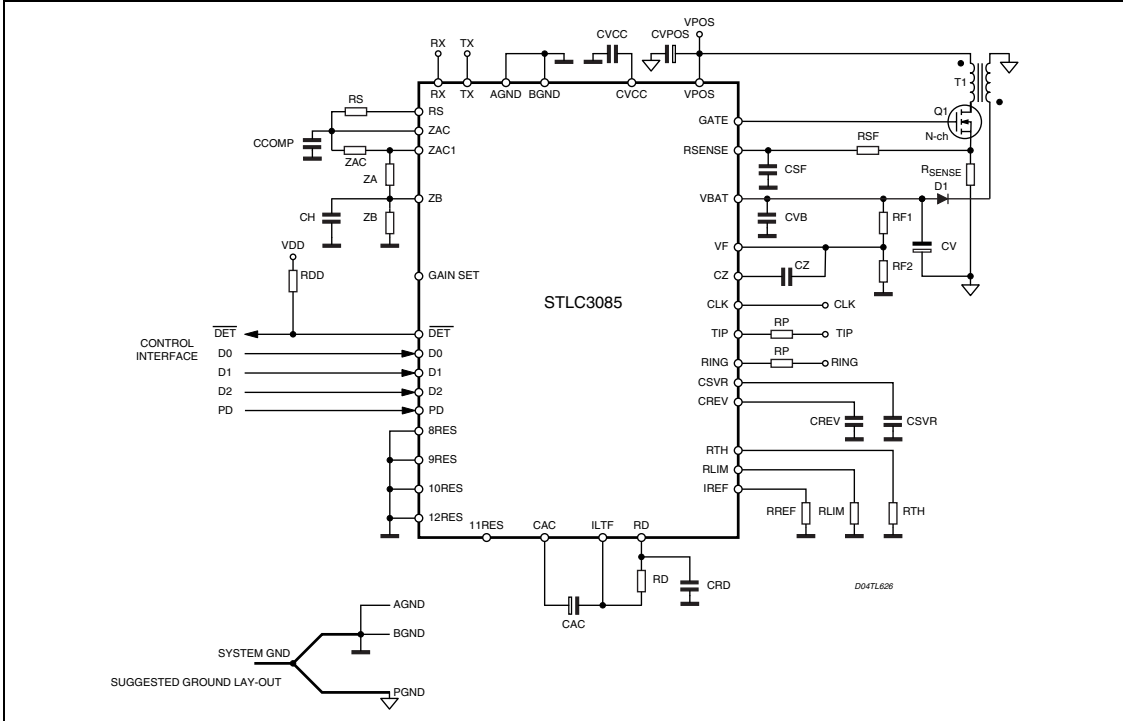 VPOS
RX TX CVCC CVPOS
RX TX AGND BGND CVCC VPOS
T1
RS RS
GATE Q1
ZAC
N-ch
CCOMP
RSF
ZAC ZAC1 RSENSE
ZA CSF RSENSE
D1
ZB VBAT
CH ZB CVB RF1
VDD
VF CV
RDD CZ RF2
GAIN SET CZ
STLC3085
CLK CLK
RP
DET DET TIP TIP
CONTROL
INTERFACE
RP
D0 D0 RING RING
D1 D1 CSVR
D2 D2 CREV
PD PD CREV CSVR
8RES
RTH
9RES
RLIM
10RES IREF
RREF RLIM RTH
12RES
11RES CAC ILTF RD
RD CRD
D04TL626
CAC
AGND
BGND
SYSTEM GND
SUGGESTED GROUND LAY-OUT
PGND